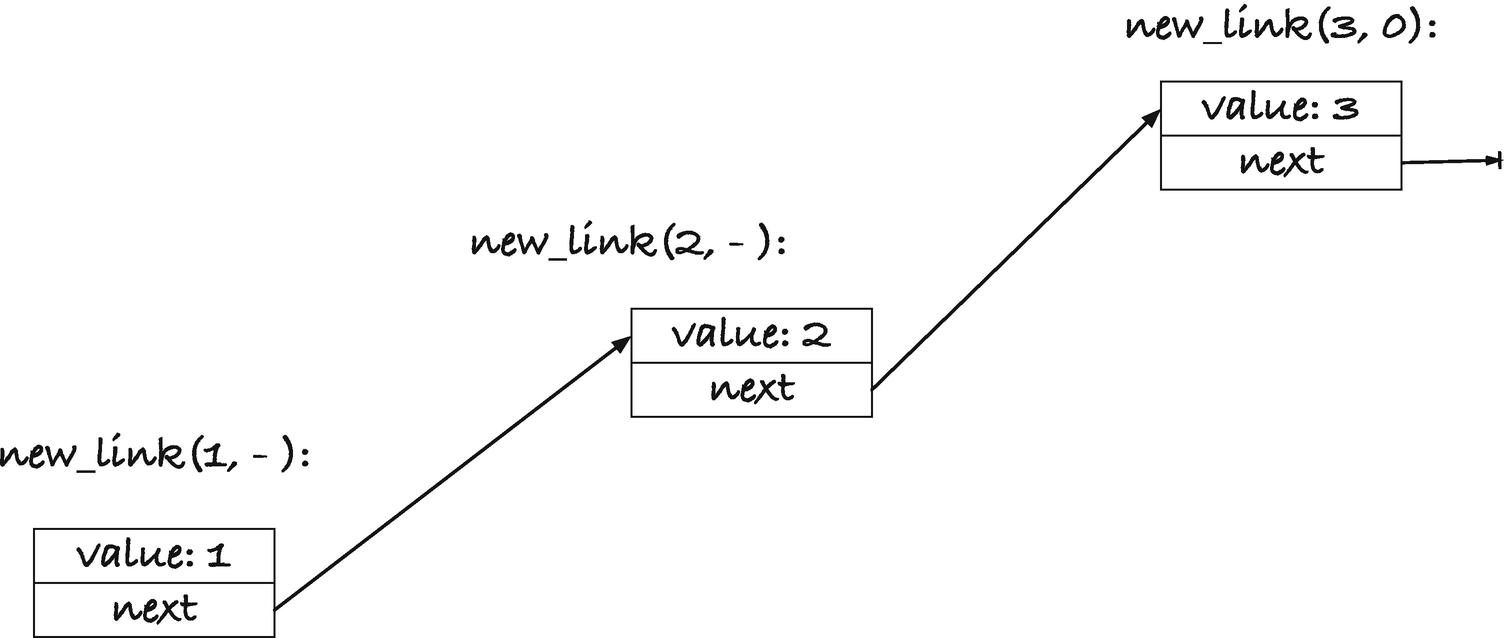 new_link(3, 0):
value: 3
next
new_link(2, - ):
value: 2
next
new_link(1, - ):
value: 1
next